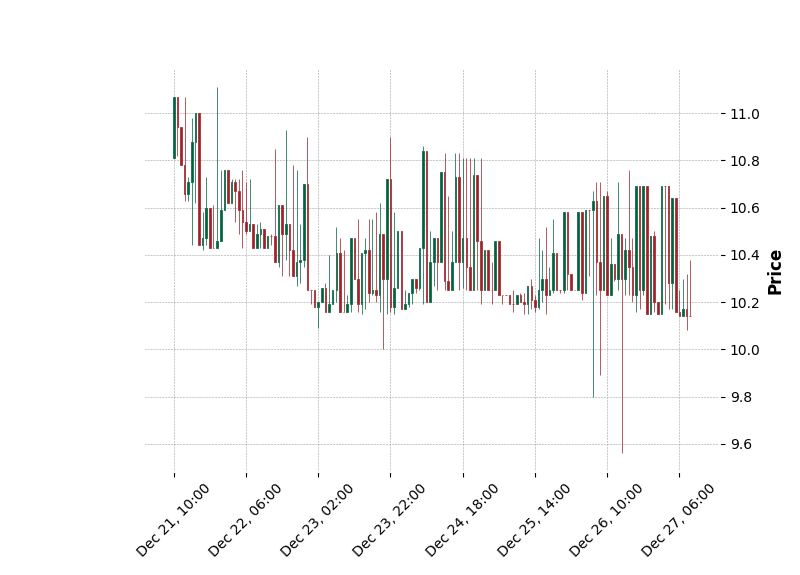 11.0
10.8
10.6
10.4
10.2
10.0
9.8
9.6
Price
Dec 21, 10:00
Dec 22, 06:00
Dec 23, 02:00
Dec 23, 22:00
Dec 24, 18:00
Dec 25, 14:00
Dec 26, 10:00
Dec 27, 06:00